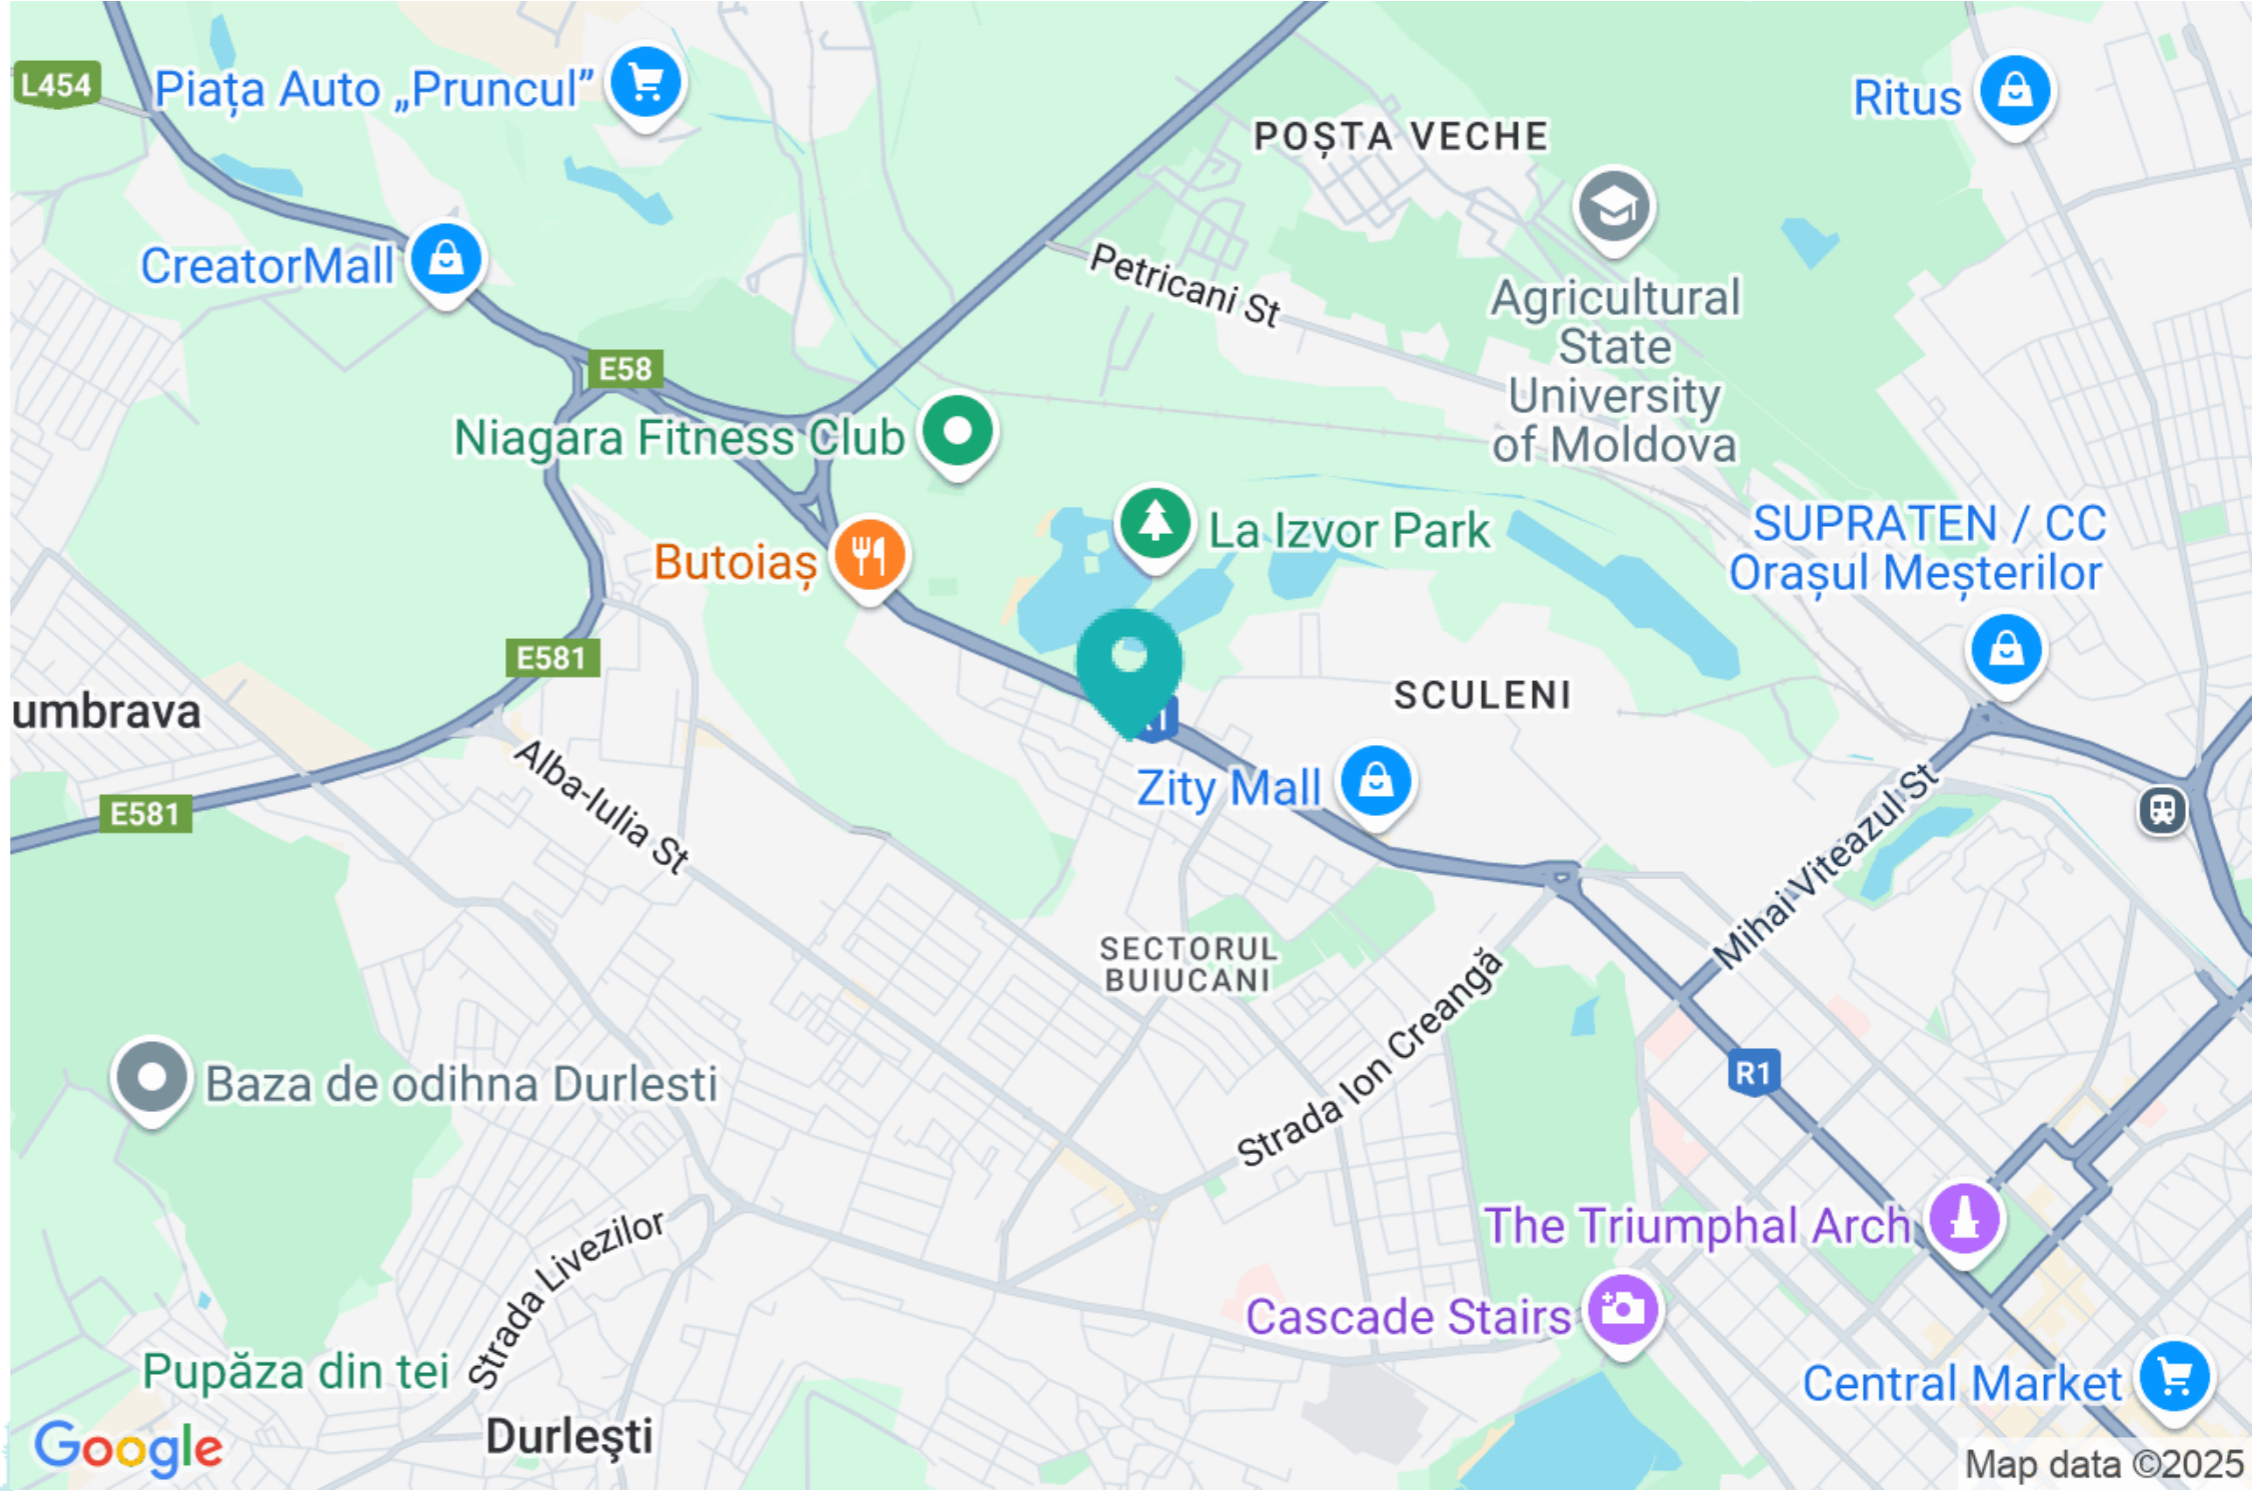 L454
Piața Auto „Pruncul”
POȘTA VECHE
Ritus
CreatorMall
Petricani St
Agricultural
State
University
of Moldova
E58
Niagara Fitness Club
La Izvor Park
SUPRATEN / CC
Orașul Meșterilor
Butoiaș
E581
umbrava
SCULENI
Alba-Iulia St
Zity Mall
E581
Mihai Viteazul St
SECTORUL
BUIUCANI
Strada Ion Creangă
R1
Baza de odihna Durlesti
Strada Livezilor
The Triumphal Arch
Cascade Stairs
Pupăza din tei
Central Market
Durleşti
Google
Map data ©2025